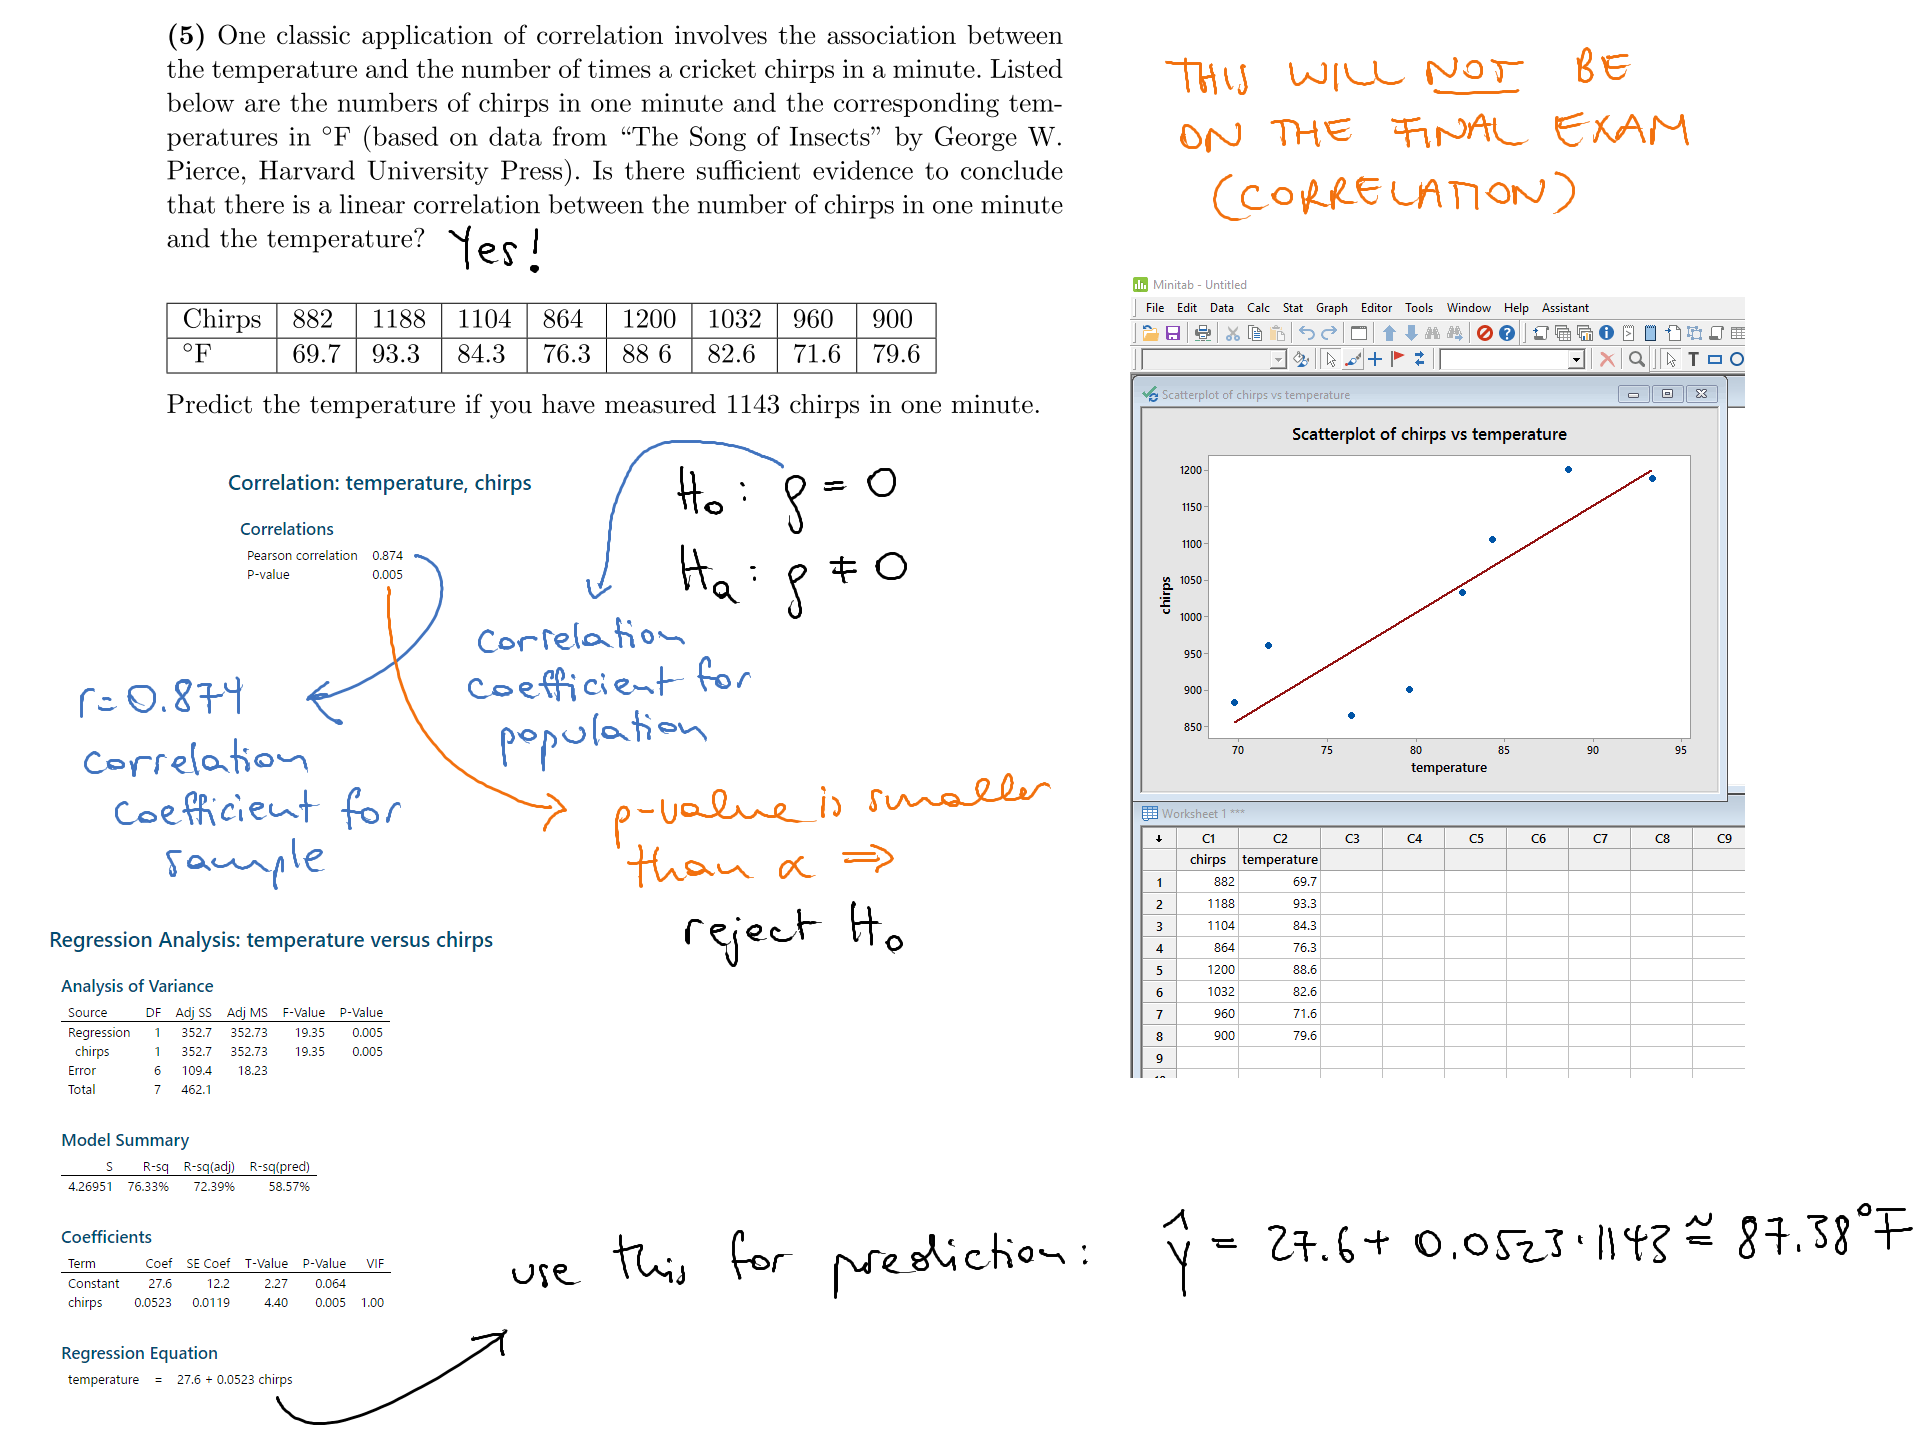 (5) One classic application of correlation involves the association between
the temperature and the number of times a cricket chirps in a minute. Listed
below are the numbers of chirps in one minute and the corresponding tem-
peratures in °F (based on data from “The Song of Insects” by George W.
Pierce, Harvard University Press). Is there sufficient evidence to conclude
that there is a linear correlation between the number of chirps in one minute
and the temperature? Yes!
THIS WILL NOT BE
ON THE FINAL EXAM
(CORRELATION)
Chirps 882 1188 1104 864 1200 1032 960 900
°F 69.7 93.3 84.3 76.3 88 6 82.6 71.6 79.6
Predict the temperature if you have measured 1143 chirps in one minute.
Correlation: temperature, chirps
Correlations
Pearson correlation 0.874
P-value 0.005
H₀: ρ = 0
Hₐ: ρ ≠ 0
correlation
coefficient for
population
r=0.874
correlation
coefficient for
sample
p-value is smaller
than α ⇒
reject H₀
Regression Analysis: temperature versus chirps
Analysis of Variance
Source DF Adj SS Adj MS F-Value P-Value
Regression 1 352.7 352.73 19.35 0.005
chirps 1 352.7 352.73 19.35 0.005
Error 6 109.4 18.23
Total 7 462.1
Model Summary
S R-sq R-sq(adj) R-sq(pred)
4.26951 76.33% 72.39% 58.57%
Coefficients
Term Coef SE Coef T-Value P-Value VIF
Constant 27.6 12.2 2.27 0.064
chirps 0.0523 0.0119 4.40 0.005 1.00
Regression Equation
temperature = 27.6 + 0.0523 chirps
use this for prediction: ŷ = 27.6 + 0.0523·1143 ≅ 87.38°F
Minitab - Untitled
File Edit Data Calc Stat Graph Editor Tools Window Help Assistant
T
Scatterplot of chirps vs temperature
Scatterplot of chirps vs temperature
1200
1150
1100
1050
1000
950
900
850
chirps
70 75 80 85 90 95
temperature
Worksheet 1 ***
C1 C2 C3 C4 C5 C6 C7 C8 C9
chirps temperature
1 882 69.7
2 1188 93.3
3 1104 84.3
4 864 76.3
5 1200 88.6
6 1032 82.6
7 960 71.6
8 900 79.6
9